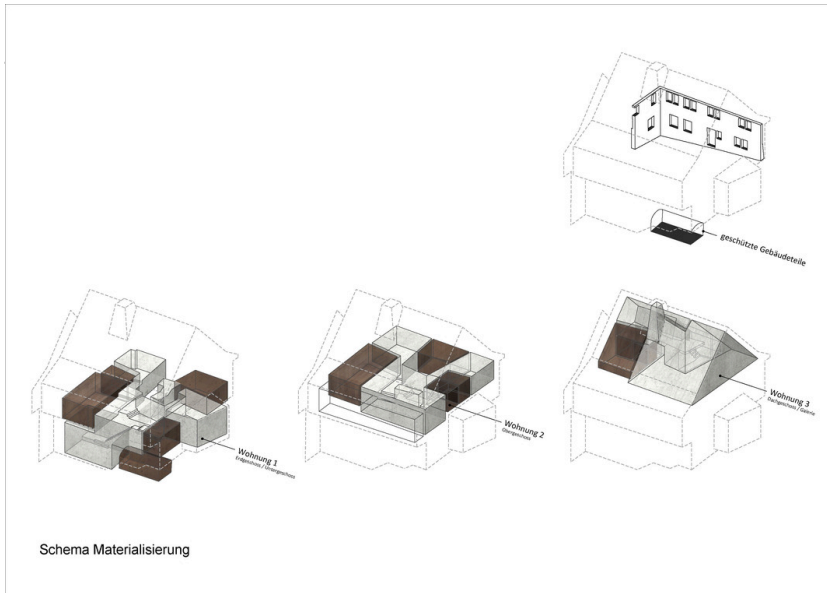 geschützte Gebäudeteile
Wohnung 1
Erdgeschoss / Untergeschoss
Wohnung 2
Obergeschoss
Wohnung 3
Dachgeschoss / Galerie
Schema Materialisierung